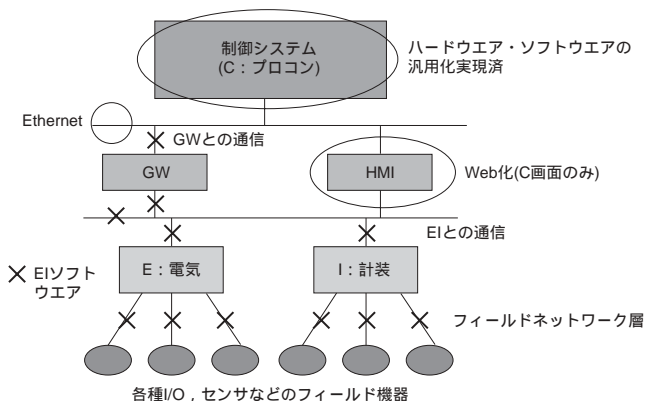 制御システム
(C：プロコン)
ハードウエア・ソフトウエアの
汎用化実現済
Ethernet
GWとの通信
GW
HMI
Web化(C画面のみ)
EIとの通信
E：電気
I：計装
EIソフト
ウエア
フィールドネットワーク層
各種I/O，センサなどのフィールド機器